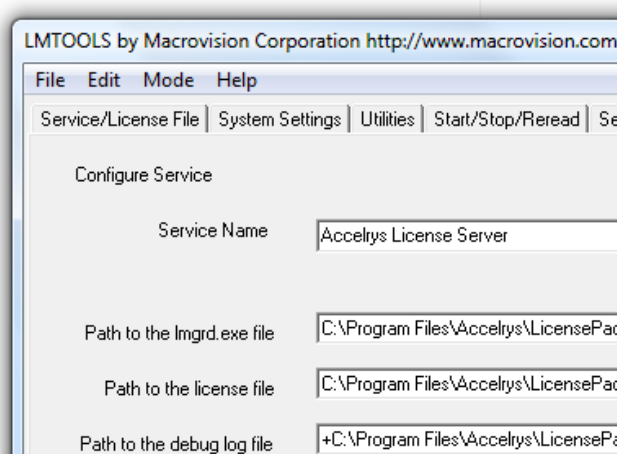 LMTOOLS by Macrovision Corporation http://www.macrovision.com
File Edit Mode Help
Service/License File System Settings Utilities Start/Stop/Reread Se
Configure Service
Service Name Accelrys License Server
Path to the lmgrd.exe file C:\Program Files\Accelrys\LicensePac
Path to the license file C:\Program Files\Accelrys\LicensePac
Path to the debug log file +C:\Program Files\Accelrys\LicensePa